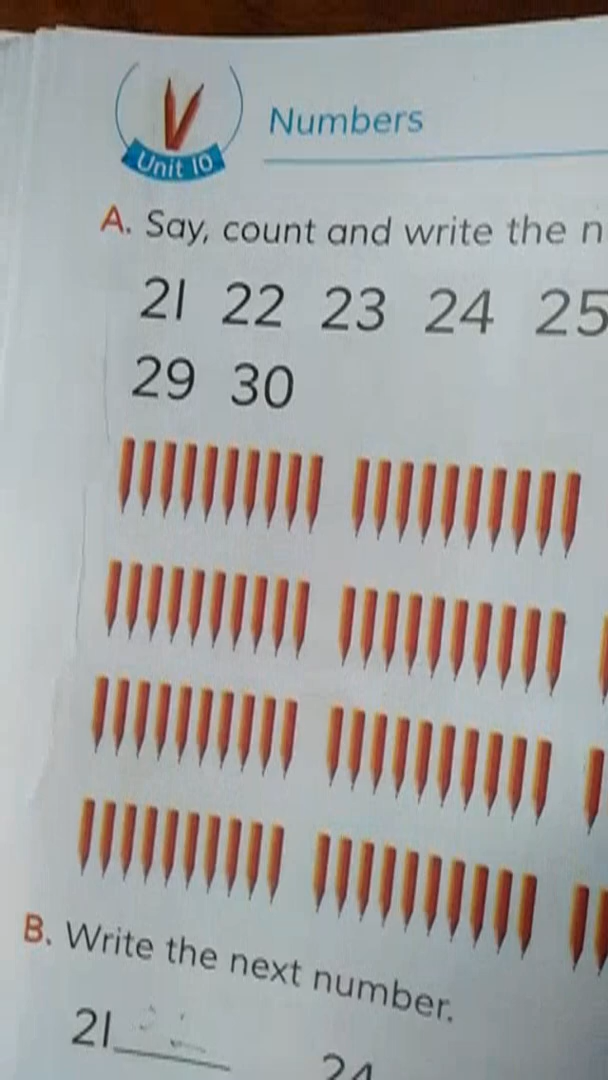 Unit 10
Numbers
A. Say, count and write the n
21 22 23 24 25
29 30
B. Write the next number.
21
24